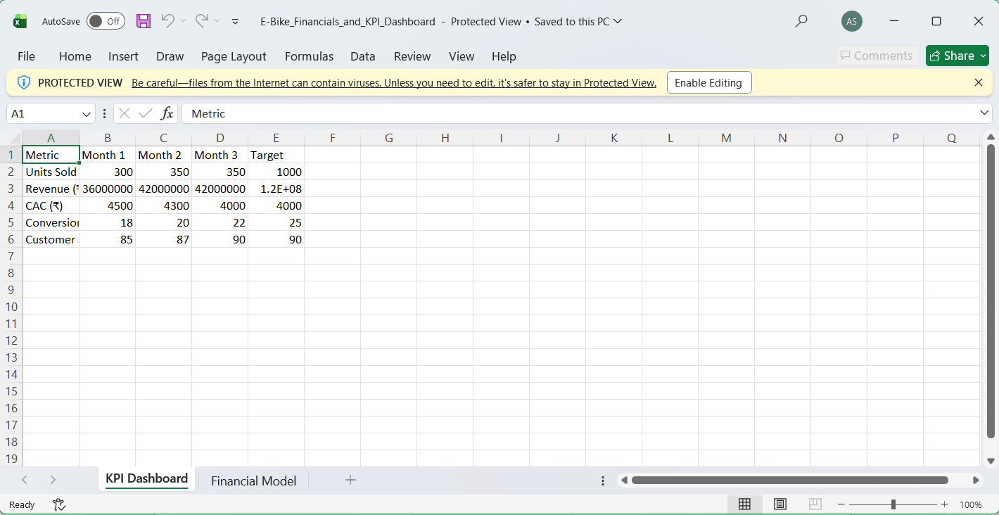 AutoSave Off E-Bike_Financials_and_KPI_Dashboard - Protected View • Saved to this PC AS
File Home Insert Draw Page Layout Formulas Data Review View Help Comments Share
PROTECTED VIEW Be careful—files from the Internet can contain viruses. Unless you need to edit, it's safer to stay in Protected View. Enable Editing
A1 fx Metric
A B C D E F G H I J K L M N O P Q
1 Metric Month 1 Month 2 Month 3 Target
2 Units Sold 300 350 350 1000
3 Revenue (₹ 36000000 42000000 42000000 1.2E+08
4 CAC (₹) 4500 4300 4000 4000
5 Conversion 18 20 22 25
6 Customer 85 87 90 90
7
8
9
10
11
12
13
14
15
16
17
18
19
KPI Dashboard Financial Model
Ready 100%